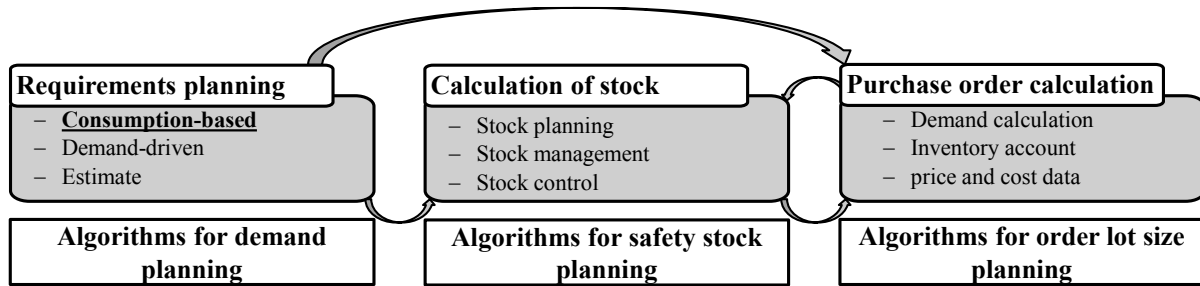 Requirements planning
– Consumption-based
– Demand-driven
– Estimate
Algorithms for demand
planning
Calculation of stock
– Stock planning
– Stock management
– Stock control
Algorithms for safety stock
planning
Purchase order calculation
– Demand calculation
– Inventory account
– price and cost data
Algorithms for order lot size
planning